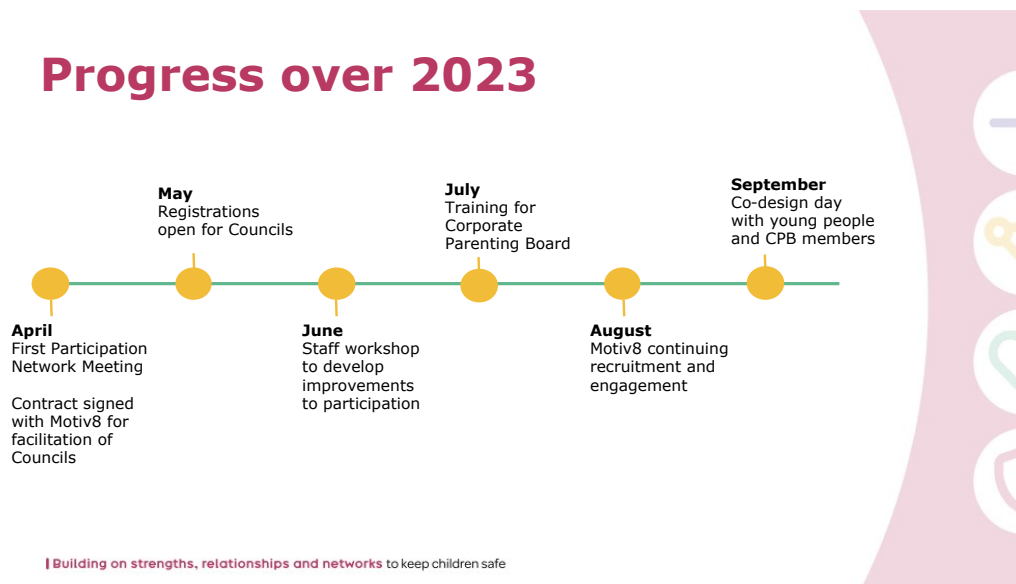 Progress over 2023
May
Registrations
open for Councils
July
Training for
Corporate
Parenting Board
September
Co-design day
with young people
and CPB members
April
First Participation
Network Meeting
Contract signed
with Motiv8 for
facilitation of
Councils
June
Staff workshop
to develop
improvements
to participation
August
Motiv8 continuing
recruitment and
engagement
Building on strengths, relationships and networks to keep children safe